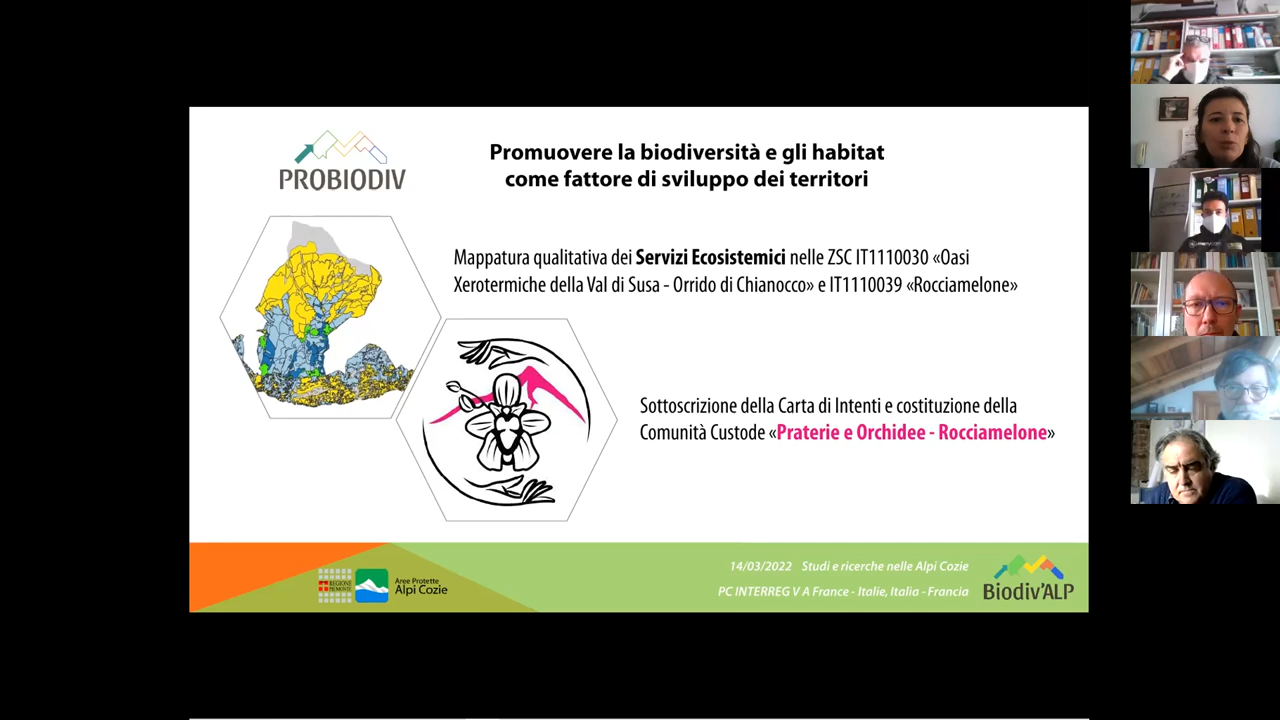 PROBIODIV
Promuovere la biodiversità e gli habitat
come fattore di sviluppo dei territori
Mappatura qualitativa dei Servizi Ecosistemici nelle ZSC IT1110030 «Oasi
Xerotermiche della Val di Susa - Orrido di Chianocco» e IT1110039 «Rocciamelone»
Sottoscrizione della Carta di Intenti e costituzione della
Comunità Custode «Praterie e Orchidee - Rocciamelone»
REGIONE
PIEMONTE
Aree Protette
Alpi Cozie
14/03/2022 Studi e ricerche nelle Alpi Cozie
PC INTERREG V A France - Italie, Italia - Francia
Biodiv'ALP